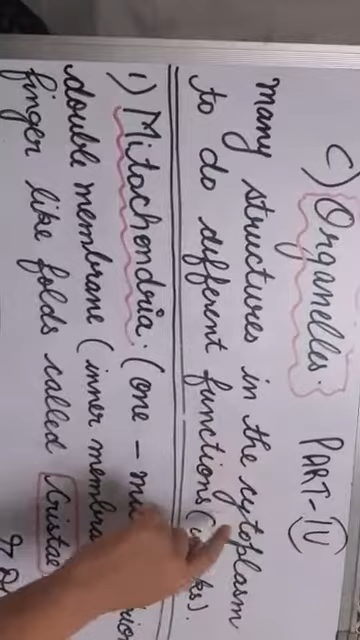 C) Organelles. PART-IV
many structures in the cytoplasm
to do different functions
1) Mitochondria. (one -
double membrane (inner
finger like folds called Cristae